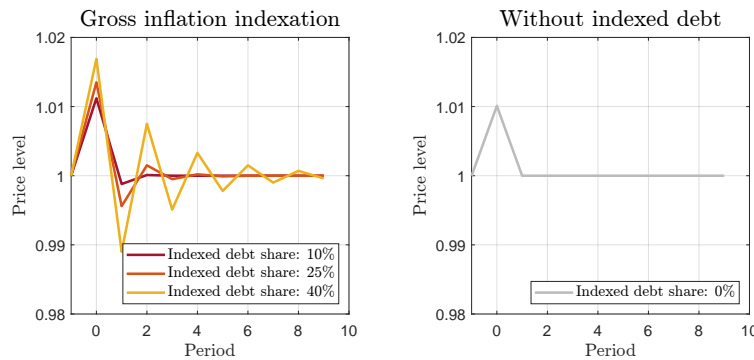 Gross inflation indexation
1.02
1.01
1
0.99
0.98
Price level
Indexed debt share: 10%
Indexed debt share: 25%
Indexed debt share: 40%
0 2 4 6 8 10
Period
Without indexed debt
1.02
1.01
1
0.99
0.98
Price level
Indexed debt share: 0%
0 2 4 6 8 10
Period